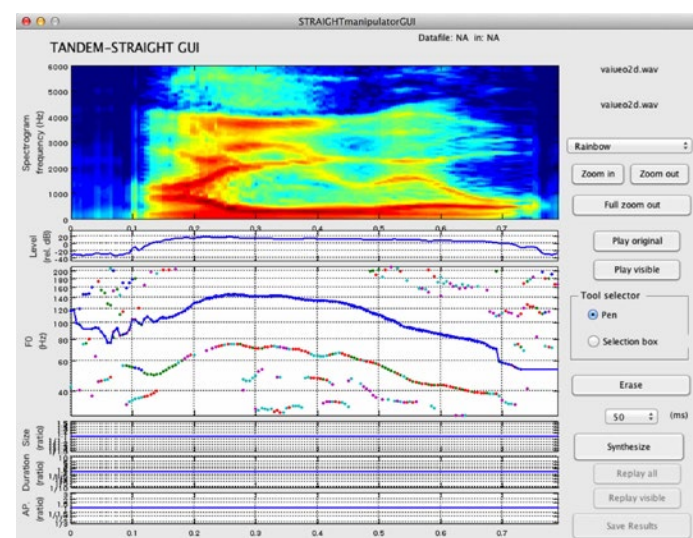 STRAIGHTmanipulatorGUI
TANDEM-STRAIGHT GUI
Datafile: NA in: NA
vaiueo2d.wav
vaiueo2d.wav
Rainbow
Zoom in
Zoom out
Full zoom out
Play original
Play visible
Tool selector
Pen
Selection box
Erase
50
(ms)
Synthesize
Replay all
Replay visible
Save Results
Spectrogram
frequency (Hz)
6000
5000
4000
3000
2000
1000
0
0 0.1 0.2 0.3 0.4 0.5 0.6 0.7
Level
(rel. dB)
20
0
-20
-40
F0
(Hz)
200
180
160
140
120
100
80
60
40
Size
(ratio)
Duration
(ratio)
AP.
(ratio)
0 0.1 0.2 0.3 0.4 0.5 0.6 0.7